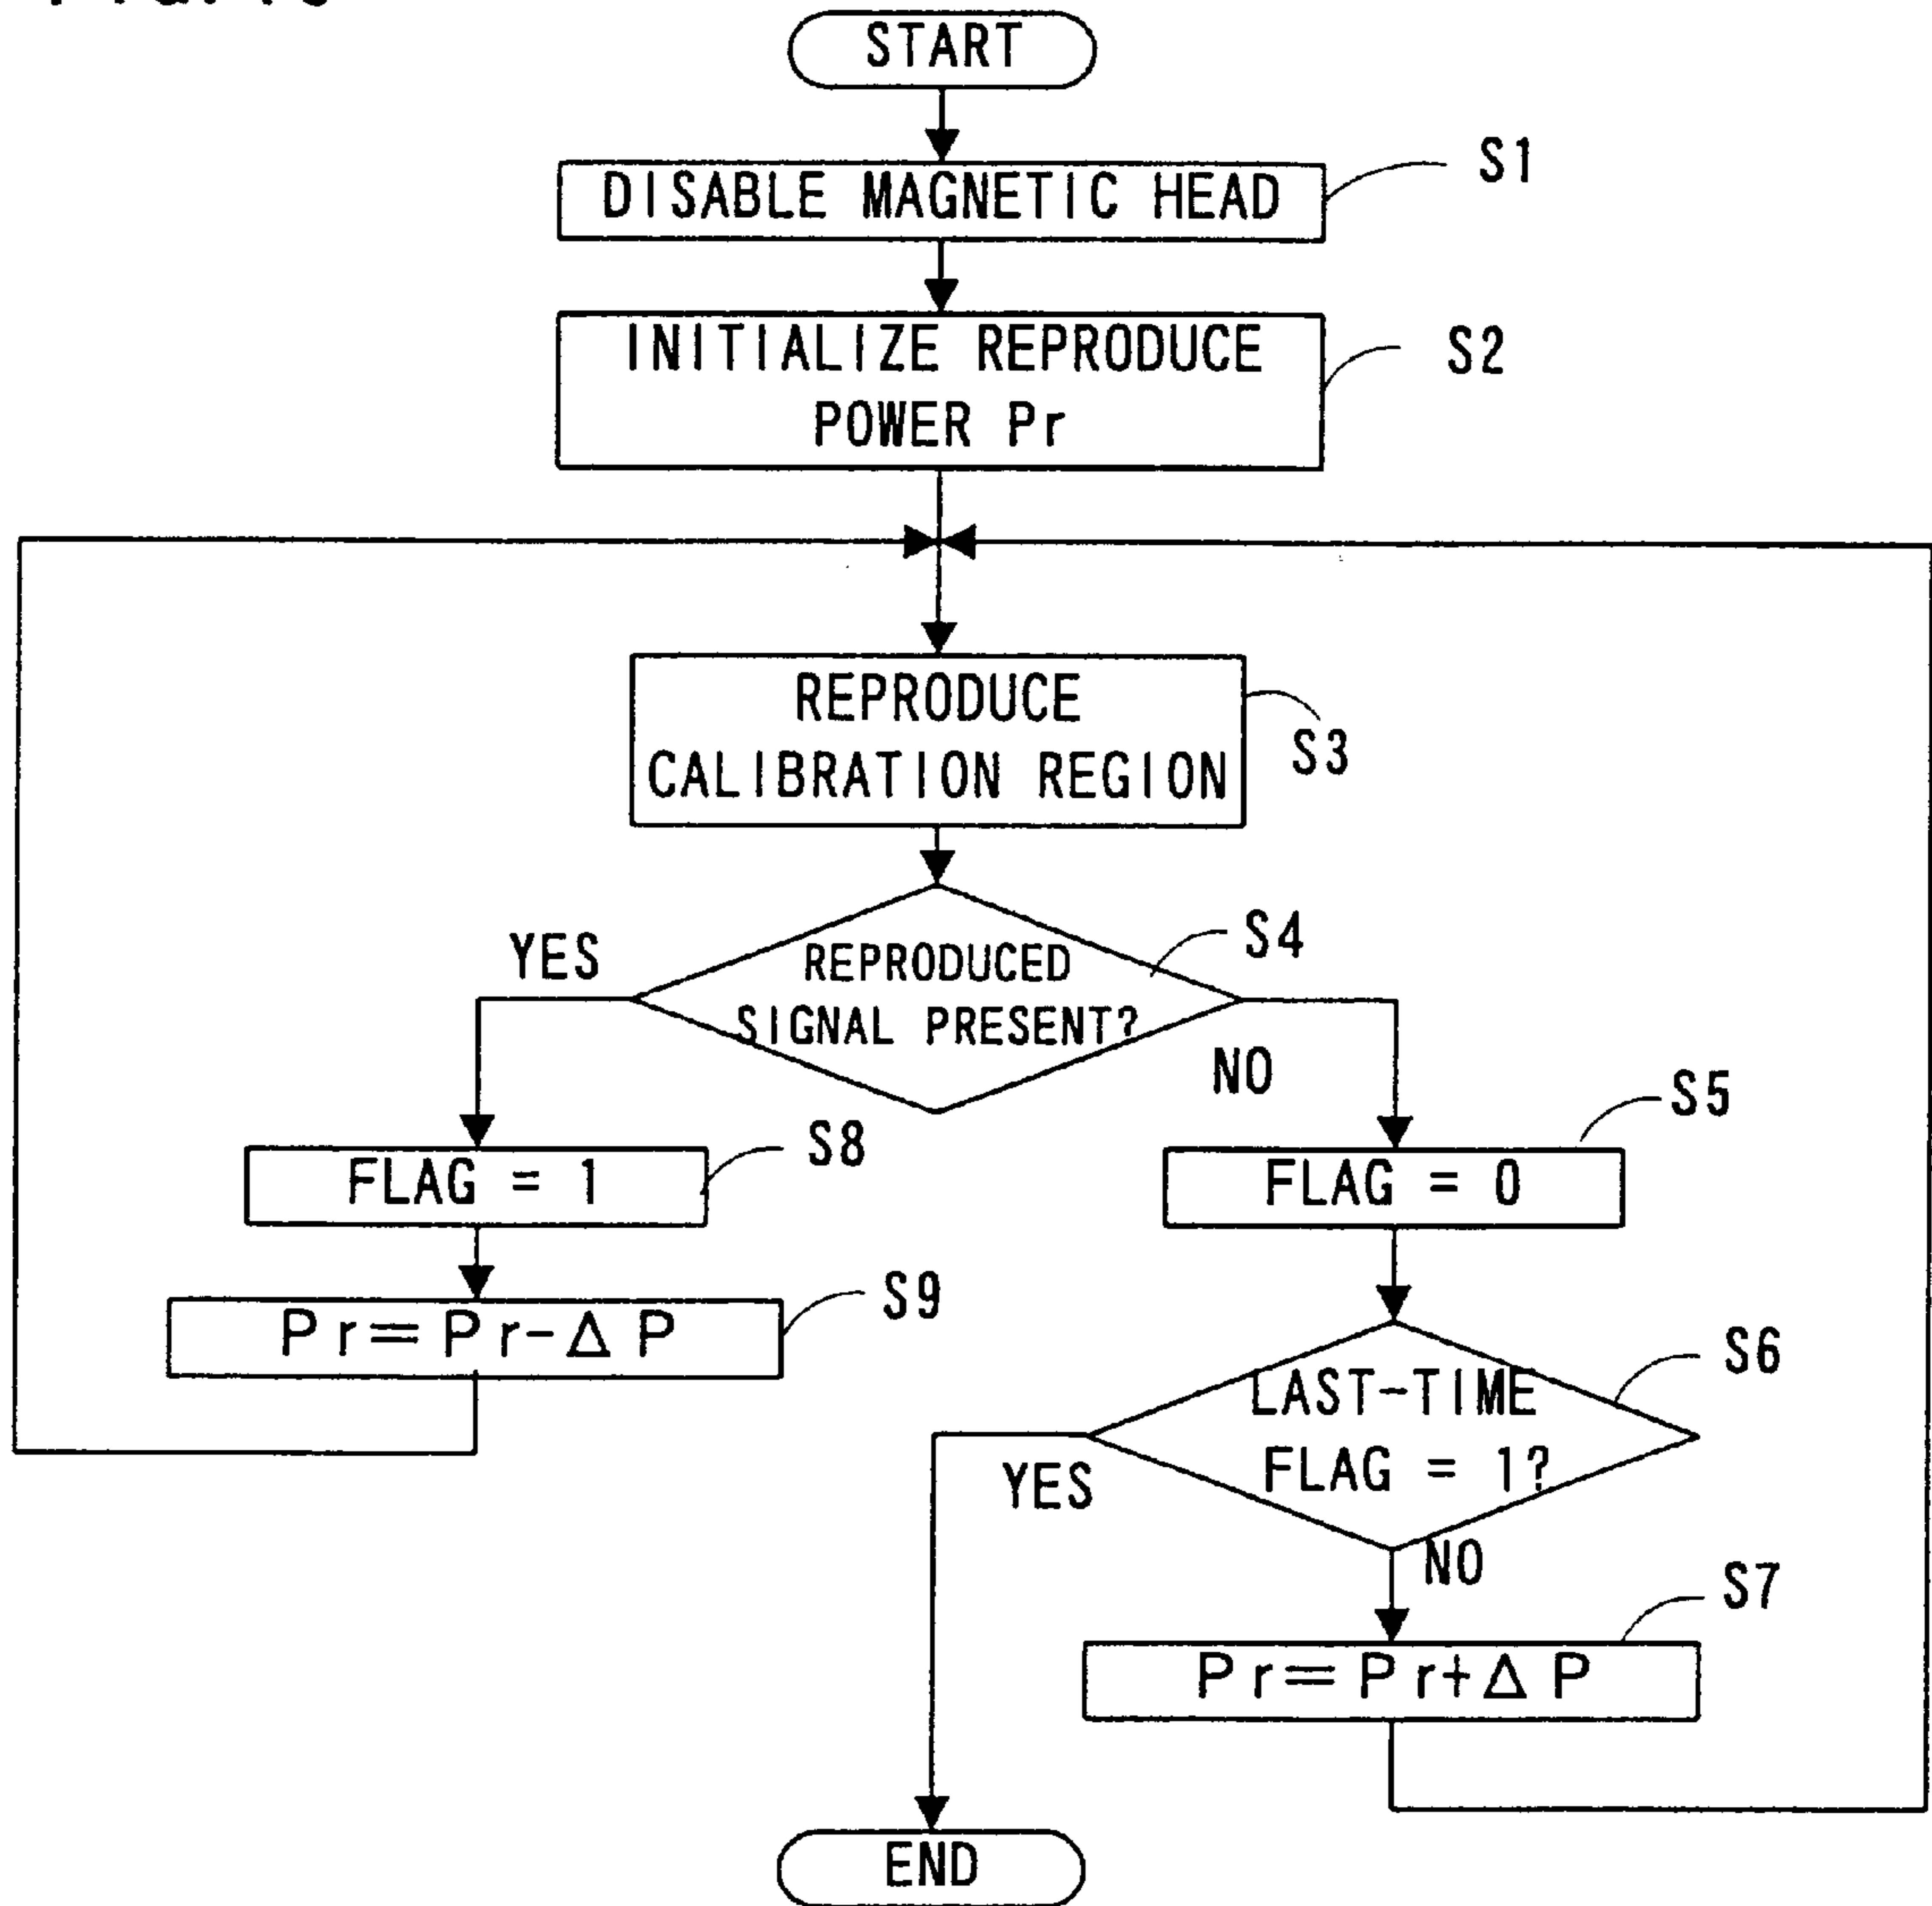 START
DISABLE MAGNETIC HEAD
S1
INITIALIZE REPRODUCE
POWER Pr
S2
REPRODUCE
CALIBRATION REGION
S3
REPRODUCED
SIGNAL PRESENT?
S4
YES
NO
S5
FLAG = 0
S8
FLAG = 1
S9
Pr=Pr-ΔP
LAST-TIME
FLAG = 1?
S6
YES
NO
S7
Pr=Pr+ΔP
END